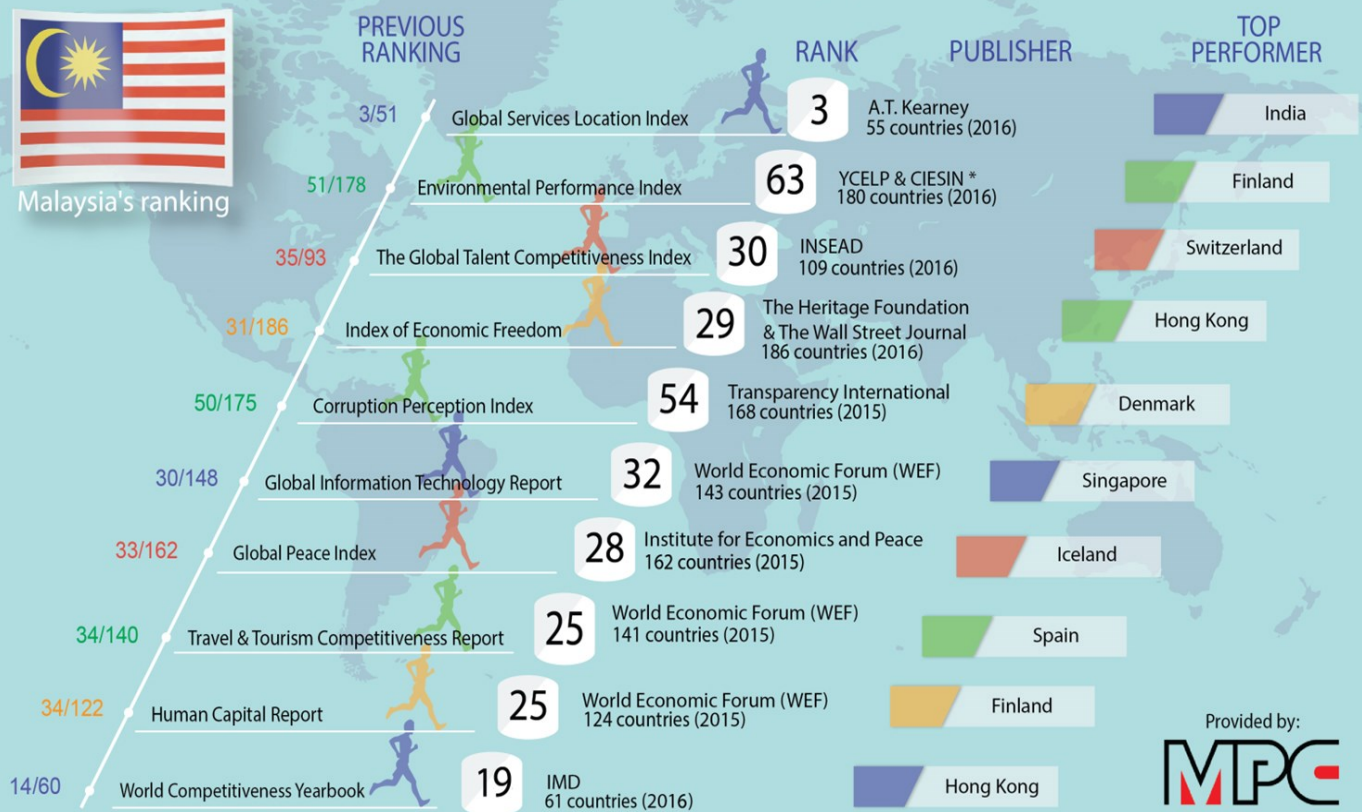 PREVIOUS
RANKING
RANK
PUBLISHER
TOP
PERFORMER
Malaysia's ranking
3/51
Global Services Location Index
3
A.T. Kearney
55 countries (2016)
India
51/178
Environmental Performance Index
63
YCELP & CIESIN *
180 countries (2016)
Finland
35/93
The Global Talent Competitiveness Index
30
INSEAD
109 countries (2016)
Switzerland
31/186
Index of Economic Freedom
29
The Heritage Foundation
& The Wall Street Journal
186 countries (2016)
Hong Kong
50/175
Corruption Perception Index
54
Transparency International
168 countries (2015)
Denmark
30/148
Global Information Technology Report
32
World Economic Forum (WEF)
143 countries (2015)
Singapore
33/162
Global Peace Index
28
Institute for Economics and Peace
162 countries (2015)
Iceland
34/140
Travel & Tourism Competitiveness Report
25
World Economic Forum (WEF)
141 countries (2015)
Spain
34/122
Human Capital Report
25
World Economic Forum (WEF)
124 countries (2015)
Finland
14/60
World Competitiveness Yearbook
19
IMD
61 countries (2016)
Hong Kong
Provided by:
MPC